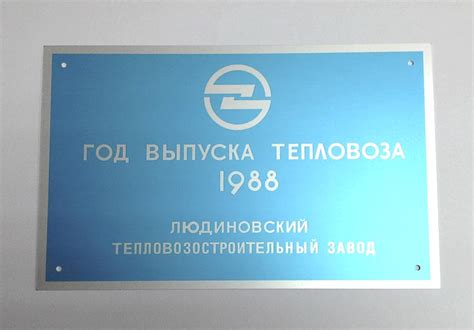 ГОД ВЫПУСКА ТЕПЛОВОЗА
1988
ЛЮДИНОВСКИЙ
ТЕПЛОВОЗОСТРОИТЕЛЬНЫЙ ЗАВОД